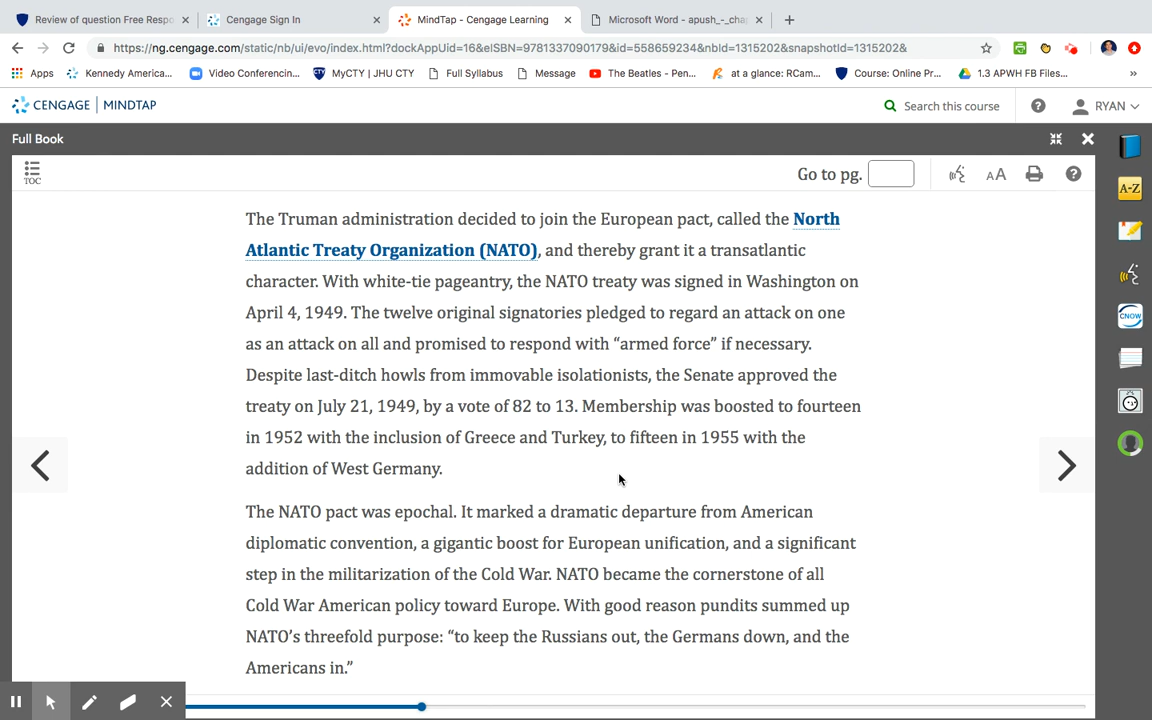 Review of question Free Respo
Cengage Sign In
MindTap - Cengage Learning
Microsoft Word - apush_-_cha
https://ng.cengage.com/static/nb/ui/evo/index.html?dockAppUid=16&eISBN=9781337090179&id=558659234&nbId=1315202&snapshotId=1315202&
Apps
Kennedy America...
Video Conferencin...
MyCTY | JHU CTY
Full Syllabus
Message
The Beatles - Pen...
at a glance: RCam...
Course: Online Pr...
1.3 APWH FB Files...
CENGAGE | MINDTAP
Search this course
RYAN
Full Book
TOC
Go to pg.
AA
A-Z
CNOW
The Truman administration decided to join the European pact, called the North
Atlantic Treaty Organization (NATO), and thereby grant it a transatlantic
character. With white-tie pageantry, the NATO treaty was signed in Washington on
April 4, 1949. The twelve original signatories pledged to regard an attack on one
as an attack on all and promised to respond with “armed force” if necessary.
Despite last-ditch howls from immovable isolationists, the Senate approved the
treaty on July 21, 1949, by a vote of 82 to 13. Membership was boosted to fourteen
in 1952 with the inclusion of Greece and Turkey, to fifteen in 1955 with the
addition of West Germany.
The NATO pact was epochal. It marked a dramatic departure from American
diplomatic convention, a gigantic boost for European unification, and a significant
step in the militarization of the Cold War. NATO became the cornerstone of all
Cold War American policy toward Europe. With good reason pundits summed up
NATO’s threefold purpose: “to keep the Russians out, the Germans down, and the
Americans in.”